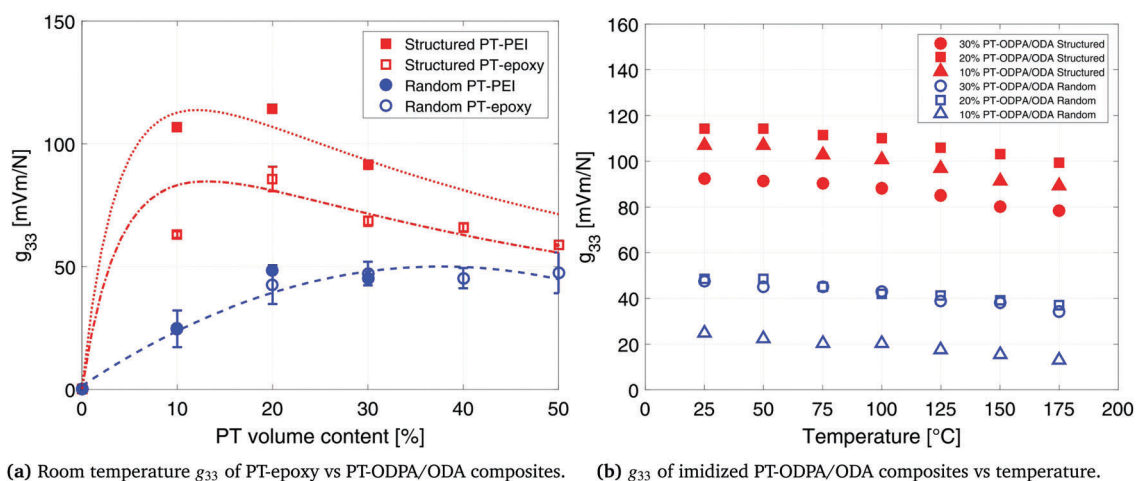 150
100
50
0
0
10
20
30
40
50
g33 [mVm/N]
PT volume content [%]
Structured PT-PEI
Structured PT-epoxy
Random PT-PEI
Random PT-epoxy
(a) Room temperature g33 of PT-epoxy vs PT-ODPA/ODA composites.
160
140
120
100
80
60
40
20
0
0
25
50
75
100
125
150
175
200
g33 [mVm/N]
Temperature [°C]
30% PT-ODPA/ODA Structured
20% PT-ODPA/ODA Structured
10% PT-ODPA/ODA Structured
30% PT-ODPA/ODA Random
20% PT-ODPA/ODA Random
10% PT-ODPA/ODA Random
(b) g33 of imidized PT-ODPA/ODA composites vs temperature.